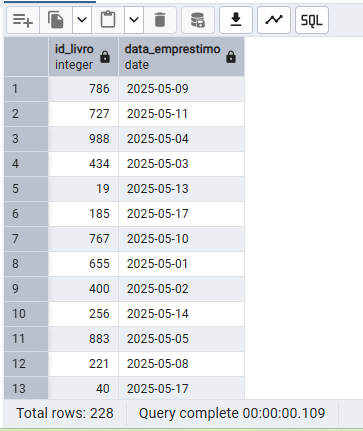 SQL
id_livro data_emprestimo
integer date
1 786 2025-05-09
2 727 2025-05-11
3 988 2025-05-04
4 434 2025-05-03
5 19 2025-05-13
6 185 2025-05-17
7 767 2025-05-10
8 655 2025-05-01
9 400 2025-05-02
10 256 2025-05-14
11 883 2025-05-05
12 221 2025-05-08
13 40 2025-05-17
Total rows: 228 Query complete 00:00:00.109